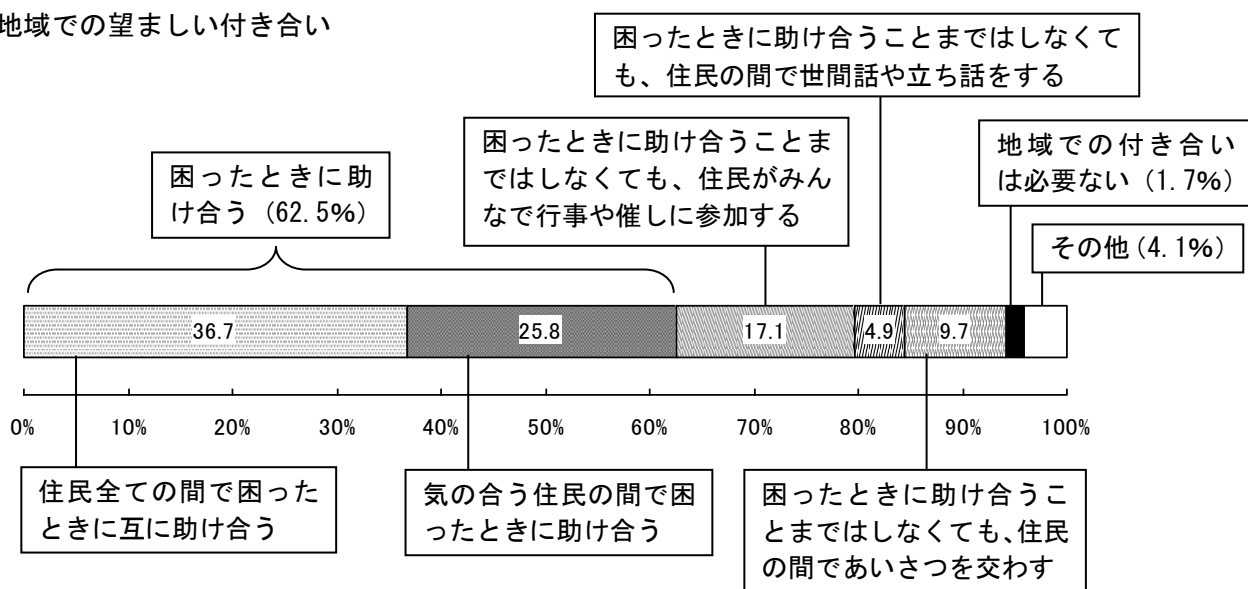 地域での望ましい付き合い
困ったときに助け合うことまではしなくて
も、住民の間で世間話や立ち話をする
困ったときに助け合うことま
ではしなくても、住民がみん
なで行事や催しに参加する
地域での付き合い
は必要ない（1.7%）
困ったときに助
け合う（62.5%）
その他（4.1%）
36.7
25.8
17.1
4.9
9.7
0%
10%
20%
30%
40%
50%
60%
70%
80%
90%
100%
住民全ての間で困った
ときに互に助け合う
気の合う住民の間で困
ったときに助け合う
困ったときに助け合うこ
とまではしなくても、住民
の間であいさつを交わす